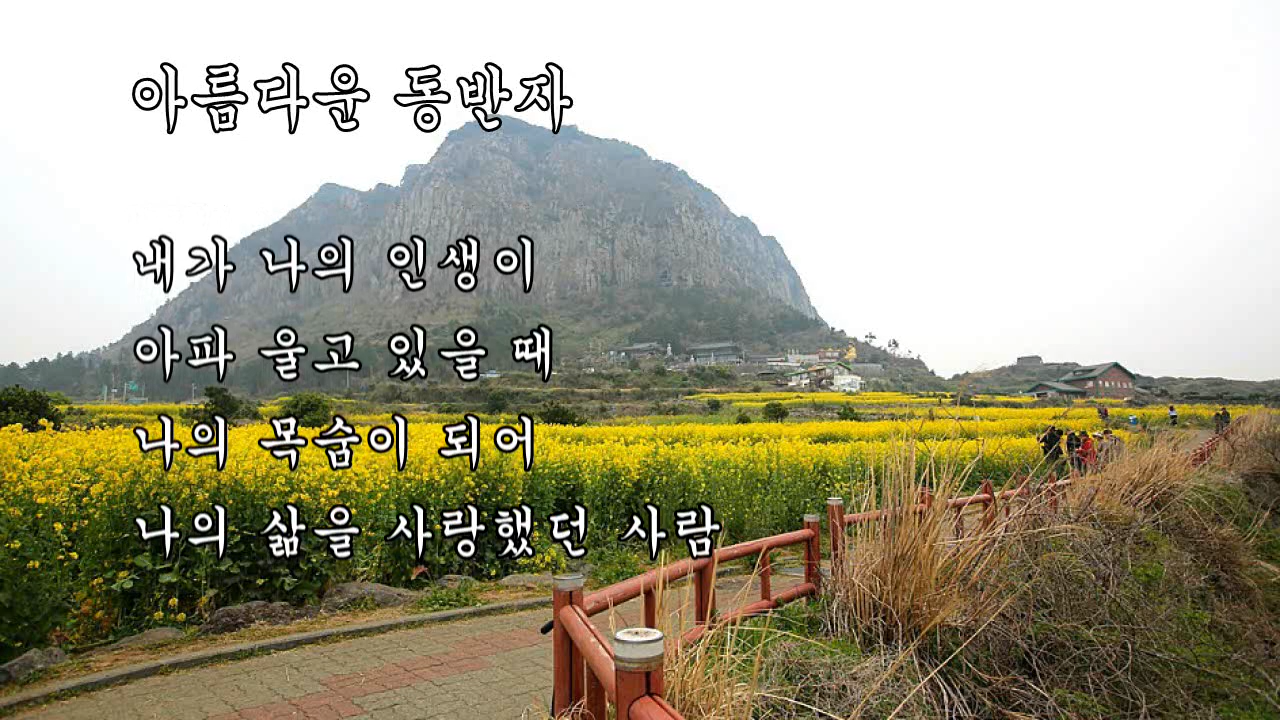 아름다운 동반자
내가 나의 인생이
아파 울고 있을 때
나의 목숨이 되어
나의 삶을 사랑했던 사람